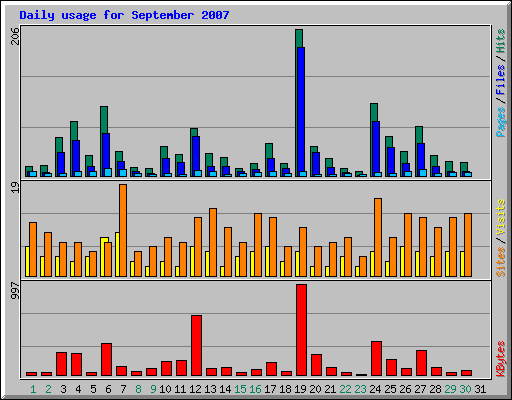 Daily usage for September 2007
206
Pages / Files / Hits
19
Sites / Visits
997
KBytes
1 2 3 4 5 6 7 8 9 10 11 12 13 14 15 16 17 18 19 20 21 22 23 24 25 26 27 28 29 30 31